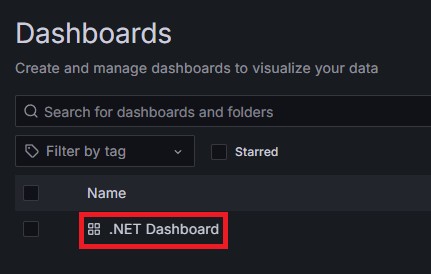 Dashboards
Create and manage dashboards to visualize your data
Search for dashboards and folders
Filter by tag
Starred
Name
.NET Dashboard